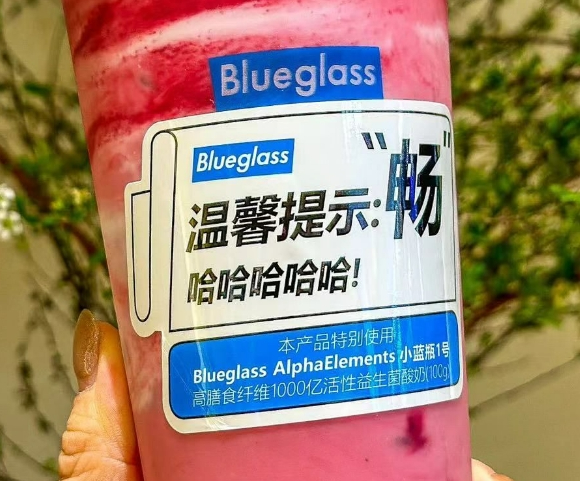 Blueglass
Blueglass
温馨提示:“畅”
哈哈哈哈哈!
本产品特别使用
Blueglass AlphaElements 小蓝瓶1号
高膳食纤维1000亿活性益生菌酸奶(100g)